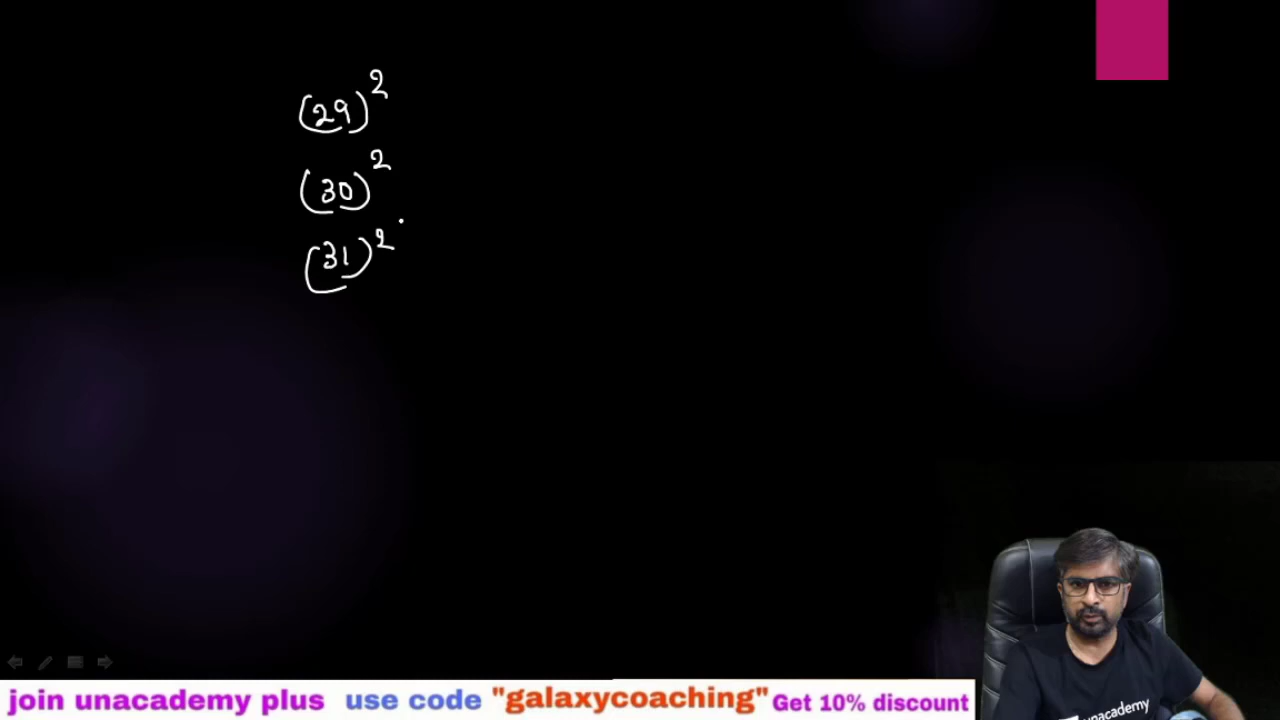 (29)²
(30)²
(31)²
unacademy
join unacademy plus use code "galaxycoaching" Get 10% discount